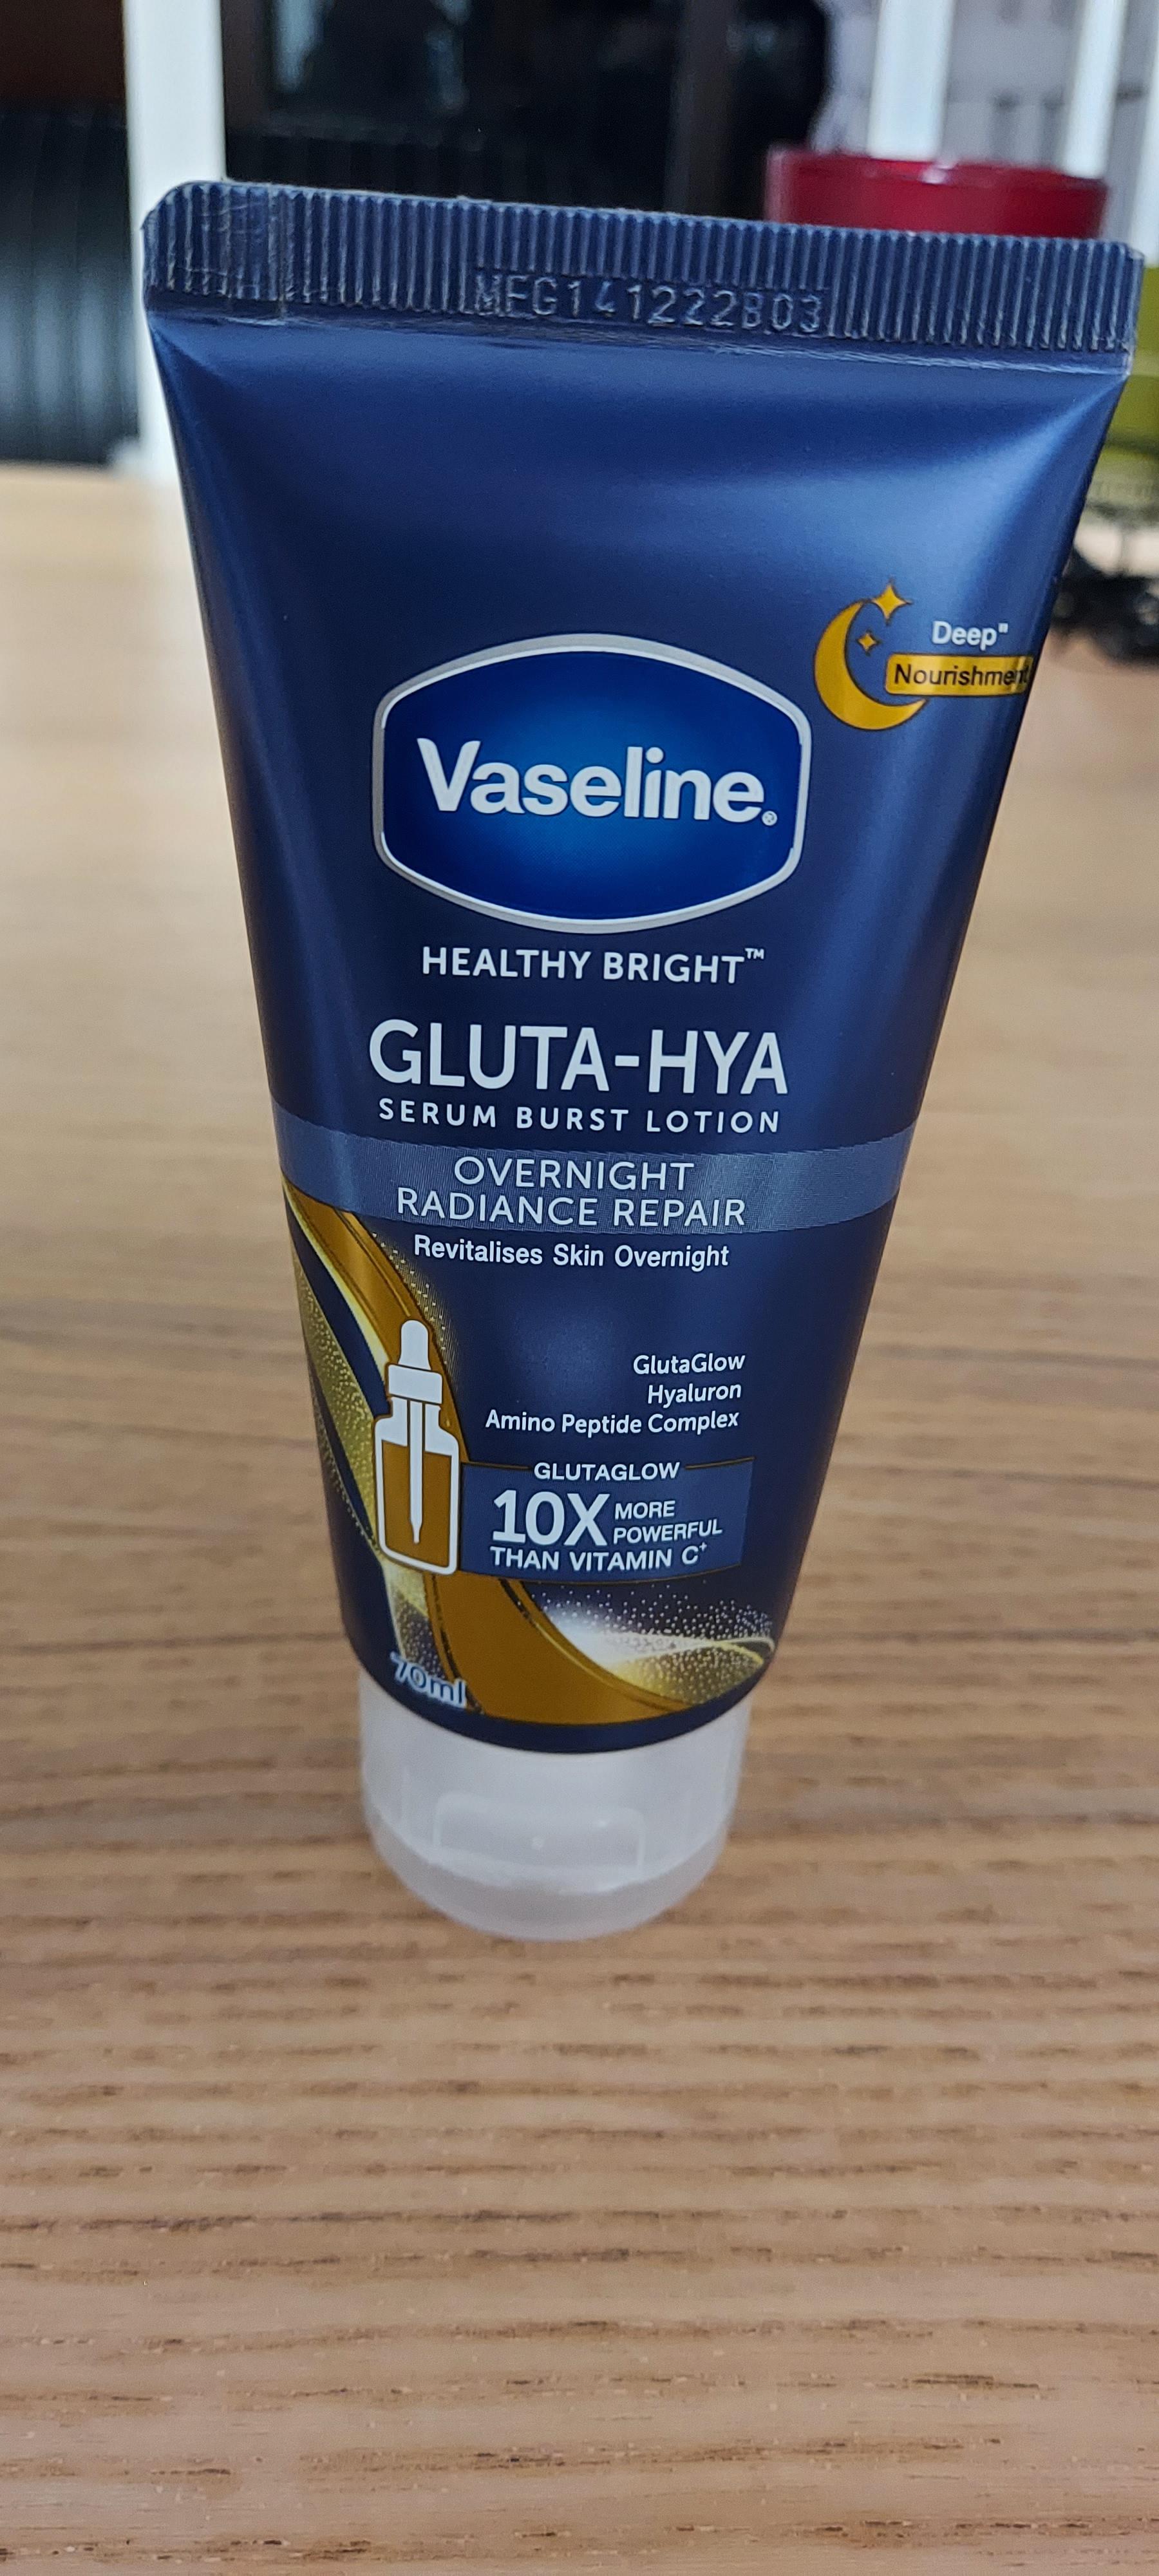 MFG141222B03
Deep"
Nourishment
Vaseline®
HEALTHY BRIGHT™
GLUTA-HYA
SERUM BURST LOTION
OVERNIGHT
RADIANCE REPAIR
Revitalises Skin Overnight
GlutaGlow
Hyaluron
Amino Peptide Complex
GLUTAGLOW
10X MORE
POWERFUL
THAN VITAMIN C⁺
70ml